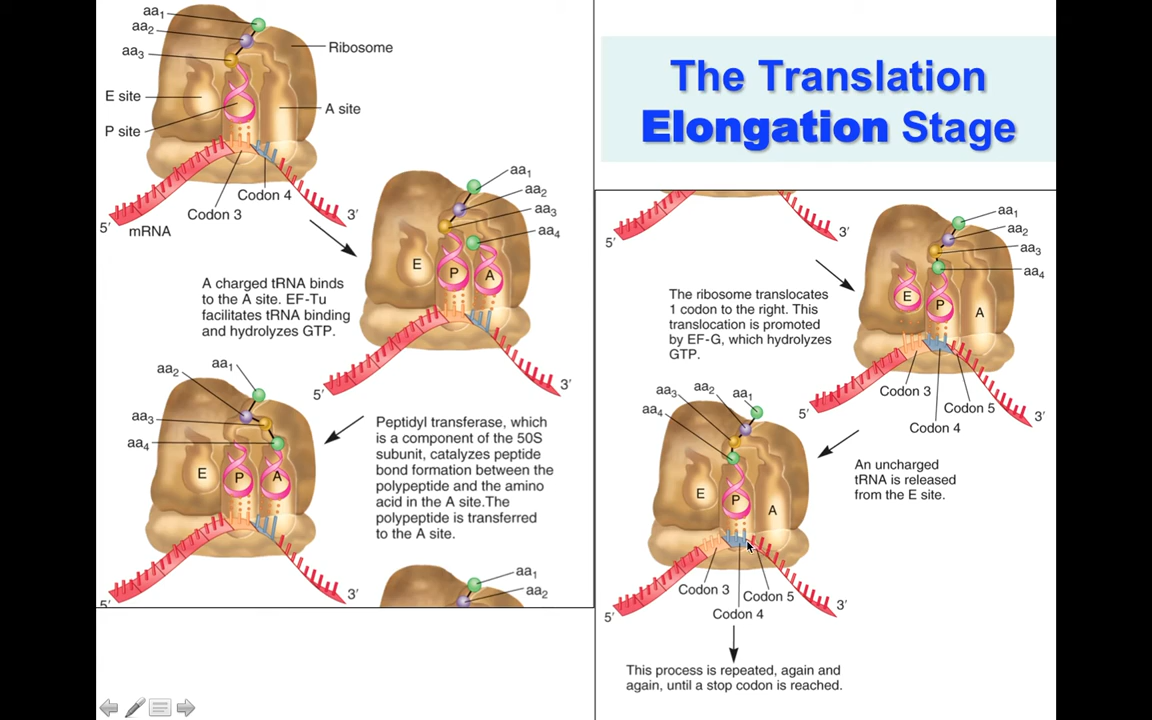 aa1
aa2
aa3
Ribosome
E site
A site
P site
Codon 4
Codon 3
5′
mRNA
3′
aa1
aa2
aa3
aa4
E
P
A
5′
3′
A charged tRNA binds
to the A site. EF-Tu
facilitates tRNA binding
and hydrolyzes GTP.
aa2
aa1
aa3
aa4
E
P
A
5′
3′
Peptidyl transferase, which
is a component of the 50S
subunit, catalyzes peptide
bond formation between the
polypeptide and the amino
acid in the A site.The
polypeptide is transferred
to the A site.
aa1
aa2
The Translation
Elongation Stage
5′
3′
aa1
aa2
aa3
aa4
E
P
A
Codon 3
Codon 5
Codon 4
5′
3′
The ribosome translocates
1 codon to the right. This
translocation is promoted
by EF-G, which hydrolyzes
GTP.
aa3
aa2
aa1
aa4
E
P
A
Codon 3
Codon 5
Codon 4
5′
3′
An uncharged
tRNA is released
from the E site.
This process is repeated, again and
again, until a stop codon is reached.